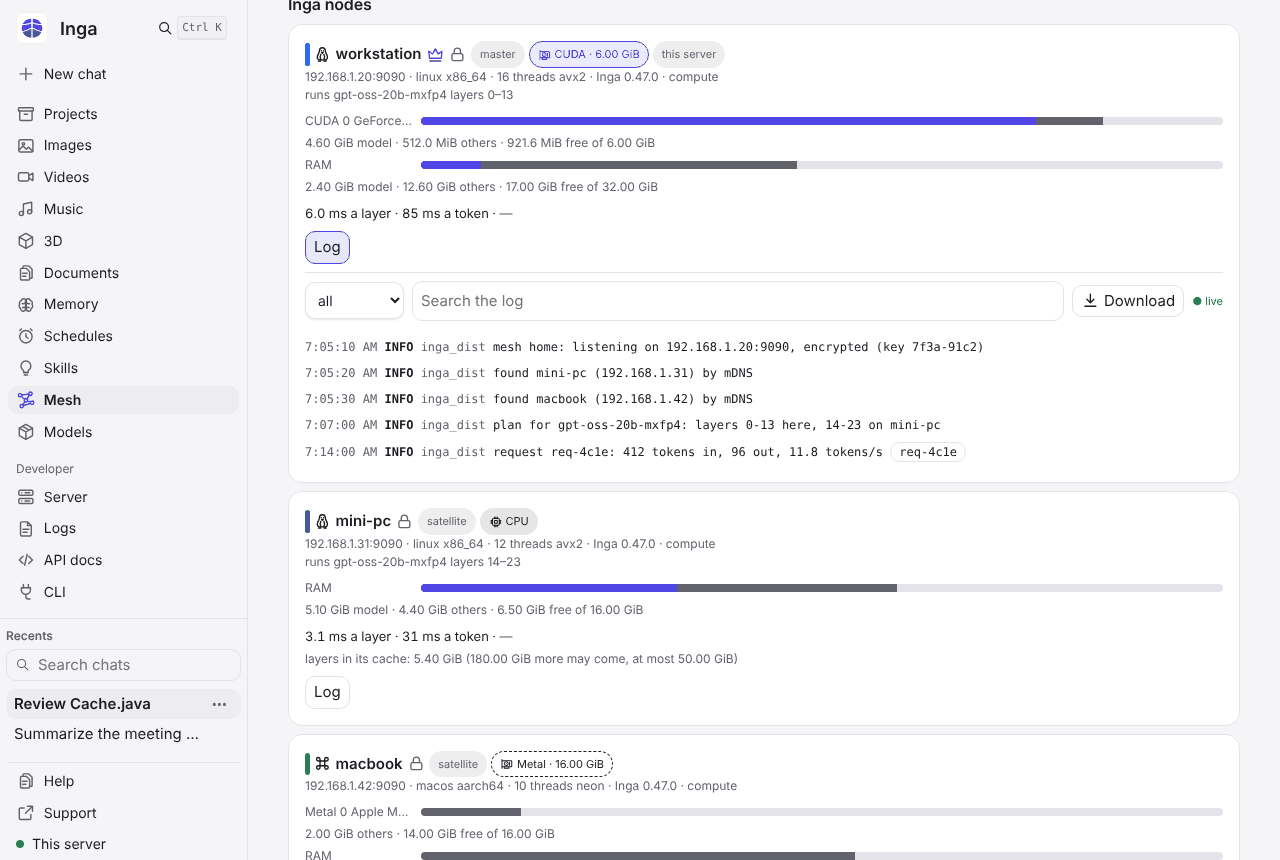 Inga
Ctrl K
New chat
Projects
Images
Videos
Music
3D
Documents
Memory
Schedules
Skills
Mesh
Models
Developer
Server
Logs
API docs
CLI
Recents
Search chats
Review Cache.java
Summarize the meeting ...
Help
Support
This server
Inga nodes
workstation master CUDA · 6.00 GiB this server
192.168.1.20:9090 · linux x86_64 · 16 threads avx2 · Inga 0.47.0 · compute
runs gpt-oss-20b-mxfp4 layers 0–13
CUDA 0 GeForce...
4.60 GiB model · 512.0 MiB others · 921.6 MiB free of 6.00 GiB
RAM
2.40 GiB model · 12.60 GiB others · 17.00 GiB free of 32.00 GiB
6.0 ms a layer · 85 ms a token · —
Log
all Search the log Download live
7:05:10 AM INFO inga_dist mesh home: listening on 192.168.1.20:9090, encrypted (key 7f3a-91c2)
7:05:20 AM INFO inga_dist found mini-pc (192.168.1.31) by mDNS
7:05:30 AM INFO inga_dist found macbook (192.168.1.42) by mDNS
7:07:00 AM INFO inga_dist plan for gpt-oss-20b-mxfp4: layers 0-13 here, 14-23 on mini-pc
7:14:00 AM INFO inga_dist request req-4c1e: 412 tokens in, 96 out, 11.8 tokens/s req-4c1e
mini-pc satellite CPU
192.168.1.31:9090 · linux x86_64 · 12 threads avx2 · Inga 0.47.0 · compute
runs gpt-oss-20b-mxfp4 layers 14–23
RAM
5.10 GiB model · 4.40 GiB others · 6.50 GiB free of 16.00 GiB
3.1 ms a layer · 31 ms a token · —
layers in its cache: 5.40 GiB (180.00 GiB more may come, at most 50.00 GiB)
Log
macbook satellite Metal · 16.00 GiB
192.168.1.42:9090 · macos aarch64 · 10 threads neon · Inga 0.47.0 · compute
Metal 0 Apple M...
2.00 GiB others · 14.00 GiB free of 16.00 GiB
RAM